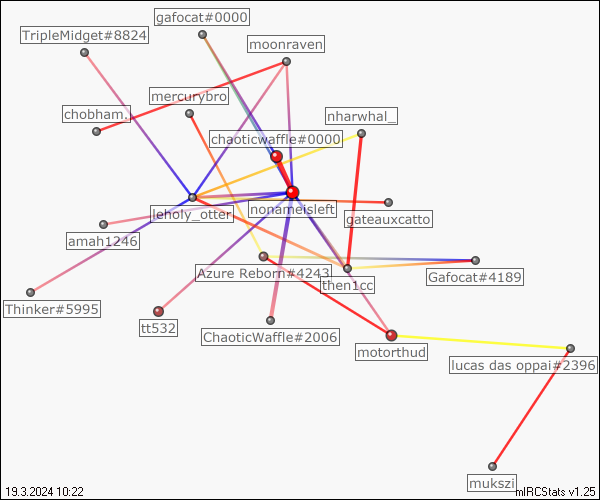 gafocat#0000
TripleMidget#8824
moonraven
mercurybro
chobham.
nharwhal_
chaoticwaffle#0000
jeholy_otter
nonameisleft
gateauxcatto
amah1246
Azure Reborn#4243
then1cc
Gafocat#4189
Thinker#5995
tt532
ChaoticWaffle#2006
motorthud
lucas das oppai#2396
mukszi
19.3.2024 10:22
mIRCStats v1.25